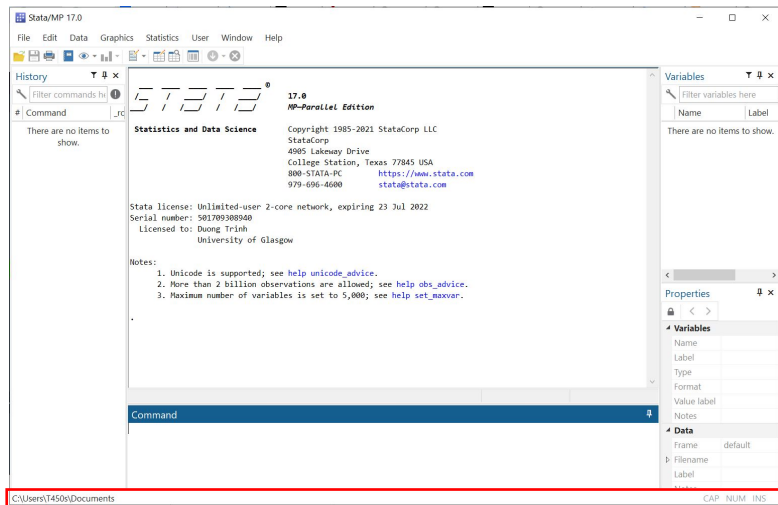 Stata/MP 17.0
File Edit Data Graphics Statistics User Window Help
History
Filter commands he
# Command _rc
There are no items to
show.
®
17.0
MP—Parallel Edition
Statistics and Data Science
Copyright 1985-2021 StataCorp LLC
StataCorp
4905 Lakeway Drive
College Station, Texas 77845 USA
800-STATA-PC https://www.stata.com
979-696-4600 stata@stata.com
Stata license: Unlimited-user 2-core network, expiring 23 Jul 2022
Serial number: 501709308940
Licensed to: Duong Trinh
University of Glasgow
Notes:
1. Unicode is supported; see help unicode_advice.
2. More than 2 billion observations are allowed; see help obs_advice.
3. Maximum number of variables is set to 5,000; see help set_maxvar.
.
Command
Variables
Filter variables here
Name Label
There are no items to show.
Properties
Variables
Name
Label
Type
Format
Value label
Notes
Data
Frame default
Filename
Label
C:\Users\T450s\Documents
CAP NUM INS